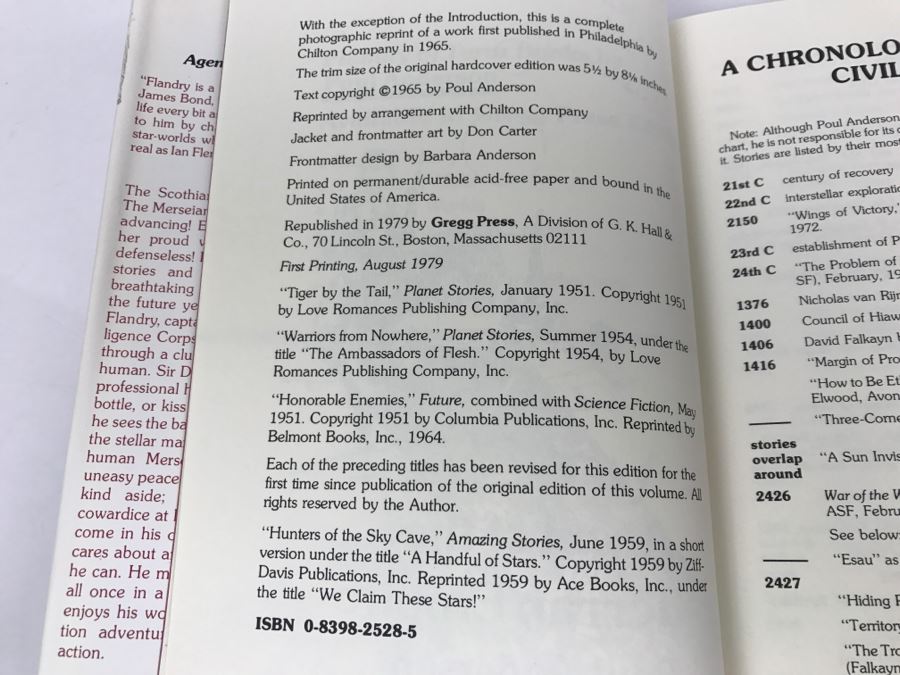 Agen
"Flandry is a
James Bond,
life every bit a
to him by ch
star-worlds wi
real as Ian Fler
The Scothian
The Merseian
advancing! E
her proud
defenseless!
stories and
breathtaking
the future ye
Flandry, capt
ligence Corps
through a clu
human. Sir D
professional
bottle, or kiss
he sees the ba
the stellar ma
human Merse
uneasy peace
kind aside;
cowardice at
come in his
cares about a
he can. He m
all once in a
enjoys his wo
tion adventu
action.
With the exception of the Introduction, this is a complete
photographic reprint of a work first published in Philadelphia by
Chilton Company in 1965.
The trim size of the original hardcover edition was 5½ by 8⅛ inches.
Text copyright ©1965 by Poul Anderson
Reprinted by arrangement with Chilton Company
Jacket and frontmatter art by Don Carter
Frontmatter design by Barbara Anderson
Printed on permanent/durable acid-free paper and bound in the
United States of America.
Republished in 1979 by Gregg Press, A Division of G. K. Hall &
Co., 70 Lincoln St., Boston, Massachusetts 02111
First Printing, August 1979
"Tiger by the Tail," Planet Stories, January 1951. Copyright 1951
by Love Romances Publishing Company, Inc.
"Warriors from Nowhere," Planet Stories, Summer 1954, under the
title "The Ambassadors of Flesh." Copyright 1954, by Love
Romances Publishing Company, Inc.
"Honorable Enemies," Future, combined with Science Fiction, May
1951. Copyright 1951 by Columbia Publications, Inc. Reprinted by
Belmont Books, Inc., 1964.
Each of the preceding titles has been revised for this edition for the
first time since publication of the original edition of this volume. All
rights reserved by the Author.
"Hunters of the Sky Cave," Amazing Stories, June 1959, in a short
version under the title "A Handful of Stars." Copyright 1959 by Ziff-
Davis Publications, Inc. Reprinted 1959 by Ace Books, Inc., under
the title "We Claim These Stars!"
ISBN 0-8398-2528-5
A CHRONOLO
CIVIL
Note: Although Poul Anderson
chart, he is not responsible for its
it. Stories are listed by their most
21st C century of recovery
22nd C interstellar exploratio
2150 "Wings of Victory,"
1972.
23rd C establishment of P
24th C "The Problem of
SF), February, 19
1376 Nicholas van Rijn
1400 Council of Hiaw
1406 David Falkayn
1416 "Margin of Pro
"How to Be Et
Elwood, Avon
"Three-Corne
stories
overlap "A Sun Invis
around
2426 War of the W
ASF, Febru
See below
"Esau" as
2427
"Hiding P
"Territory
"The Tro
(Falkayn